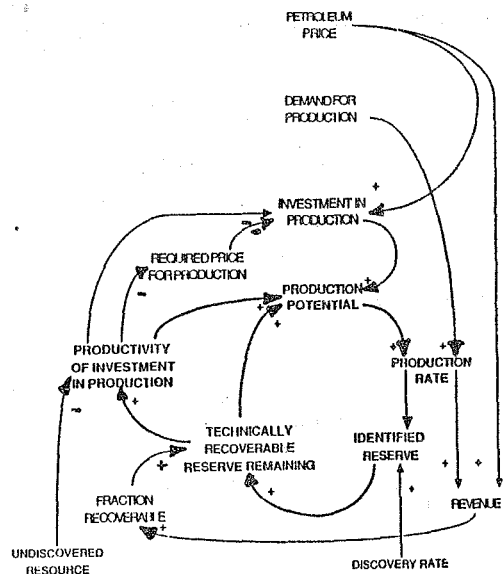 PETROLEUM
PRICE
DEMAND FOR
PRODUCTION
+
INVESTMENT IN
PRODUCTION
-
REQUIRED PRICE
FOR PRODUCTION
-
PRODUCTION
POTENTIAL
+
+
+
PRODUCTIVITY
OF INVESTMENT
IN PRODUCTION
-
+
+
+
PRODUCTION
RATE
TECHNICALLY
RECOVERABLE
RESERVE REMAINING
+
+
IDENTIFIED
RESERVE
FRACTION
RECOVERABLE
+
+
+
+
REVENUE
UNDISCOVERED
RESOURCE
DISCOVERY RATE